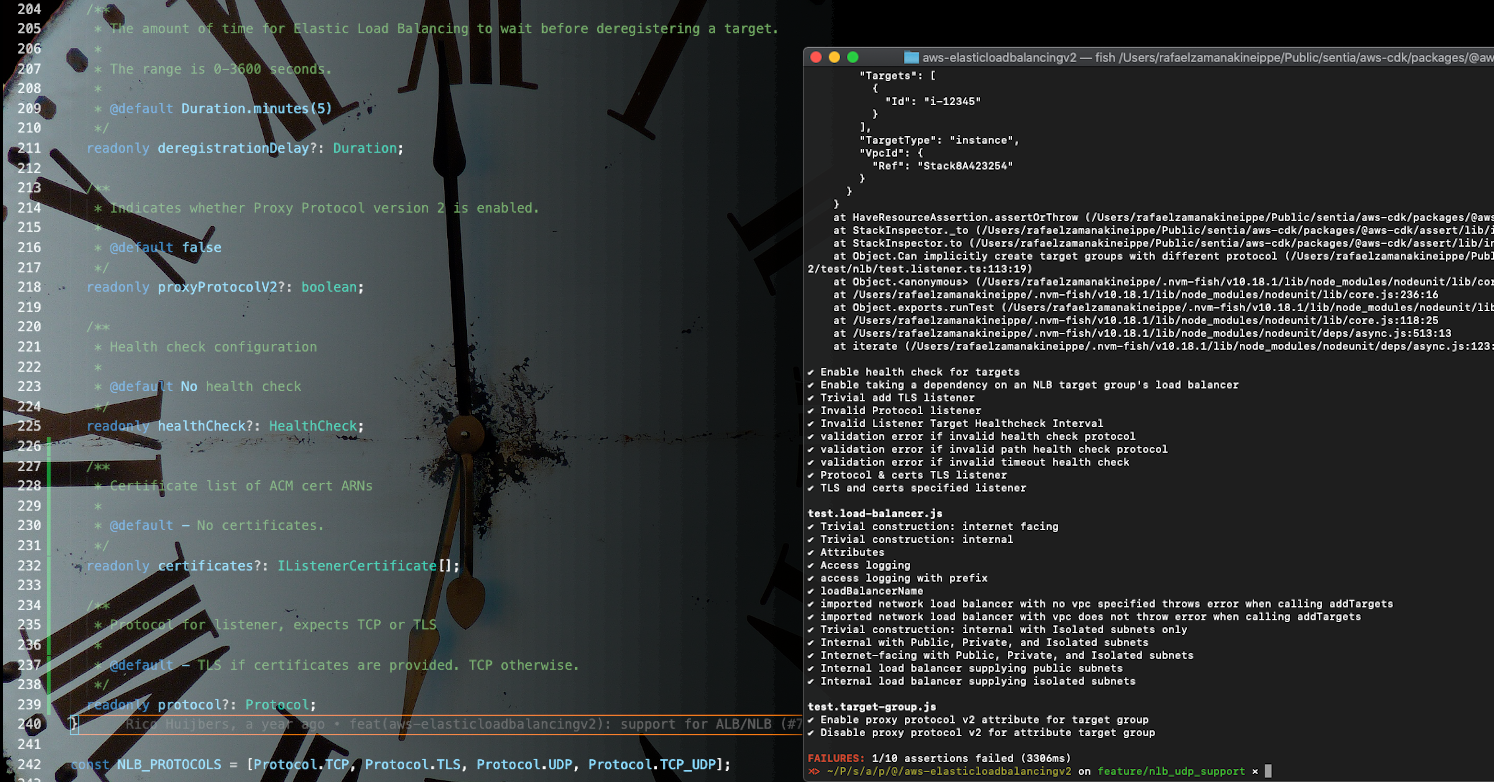 204 /**
205 * The amount of time for Elastic Load Balancing to wait before deregistering a target.
206 *
207 * The range is 0-3600 seconds.
208 *
209 * @default Duration.minutes(5)
210 */
211 readonly deregistrationDelay?: Duration;
212
213 /**
214 * Indicates whether Proxy Protocol version 2 is enabled.
215 *
216 * @default false
217 */
218 readonly proxyProtocolV2?: boolean;
219
220 /**
221 * Health check configuration
222 *
223 * @default No health check
224 */
225 readonly healthCheck?: HealthCheck;
226
227 /**
228 * Certificate list of ACM cert ARNs
229 *
230 * @default - No certificates.
231 */
232 readonly certificates?: IListenerCertificate[];
233
234 /**
235 * Protocol for listener, expects TCP or TLS
236 *
237 * @default - TLS if certificates are provided. TCP otherwise.
238 */
239 readonly protocol?: Protocol;
240 } Rico Huijbers, a year ago • feat(aws-elasticloadbalancingv2): support for ALB/NLB (#7
241
242 const NLB_PROTOCOLS = [Protocol.TCP, Protocol.TLS, Protocol.UDP, Protocol.TCP_UDP];
aws-elasticloadbalancingv2 — fish /Users/rafaelzamanakineippe/Public/sentia/aws-cdk/packages/@aw
"Targets": [
{
"Id": "i-12345"
}
],
"TargetType": "instance",
"VpcId": {
"Ref": "Stack8A423254"
}
}
}
at HaveResourceAssertion.assertOrThrow (/Users/rafaelzamanakineippe/Public/sentia/aws-cdk/packages/@aws
at StackInspector._to (/Users/rafaelzamanakineippe/Public/sentia/aws-cdk/packages/@aws-cdk/assert/lib/i
at StackInspector.to (/Users/rafaelzamanakineippe/Public/sentia/aws-cdk/packages/@aws-cdk/assert/lib/in
at Object.Can implicitly create target groups with different protocol (/Users/rafaelzamanakineippe/Publ
2/test/nlb/test.listener.ts:113:19)
at Object.<anonymous> (/Users/rafaelzamanakineippe/.nvm-fish/v10.18.1/lib/node_modules/nodeunit/lib/cor
at /Users/rafaelzamanakineippe/.nvm-fish/v10.18.1/lib/node_modules/nodeunit/lib/core.js:236:16
at Object.exports.runTest (/Users/rafaelzamanakineippe/.nvm-fish/v10.18.1/lib/node_modules/nodeunit/lib
at /Users/rafaelzamanakineippe/.nvm-fish/v10.18.1/lib/node_modules/nodeunit/lib/core.js:118:25
at /Users/rafaelzamanakineippe/.nvm-fish/v10.18.1/lib/node_modules/nodeunit/deps/async.js:513:13
at iterate (/Users/rafaelzamanakineippe/.nvm-fish/v10.18.1/lib/node_modules/nodeunit/deps/async.js:123:
✔ Enable health check for targets
✔ Enable taking a dependency on an NLB target group's load balancer
✔ Trivial add TLS listener
✔ Invalid Protocol listener
✔ Invalid Listener Target Healthcheck Interval
✔ validation error if invalid health check protocol
✔ validation error if invalid path health check protocol
✔ validation error if invalid timeout health check
✔ Protocol & certs TLS listener
✔ TLS and certs specified listener
test.load-balancer.js
✔ Trivial construction: internet facing
✔ Trivial construction: internal
✔ Attributes
✔ Access logging
✔ access logging with prefix
✔ loadBalancerName
✔ imported network load balancer with no vpc specified throws error when calling addTargets
✔ imported network load balancer with vpc does not throw error when calling addTargets
✔ Trivial construction: internal with Isolated subnets only
✔ Internal with Public, Private, and Isolated subnets
✔ Internet-facing with Public, Private, and Isolated subnets
✔ Internal load balancer supplying public subnets
✔ Internal load balancer supplying isolated subnets
test.target-group.js
✔ Enable proxy protocol v2 attribute for target group
✔ Disable proxy protocol v2 for attribute target group
FAILURES: 1/10 assertions failed (3306ms)
⋊> ~/P/s/a/p/@/aws-elasticloadbalancingv2 on feature/nlb_udp_support ×